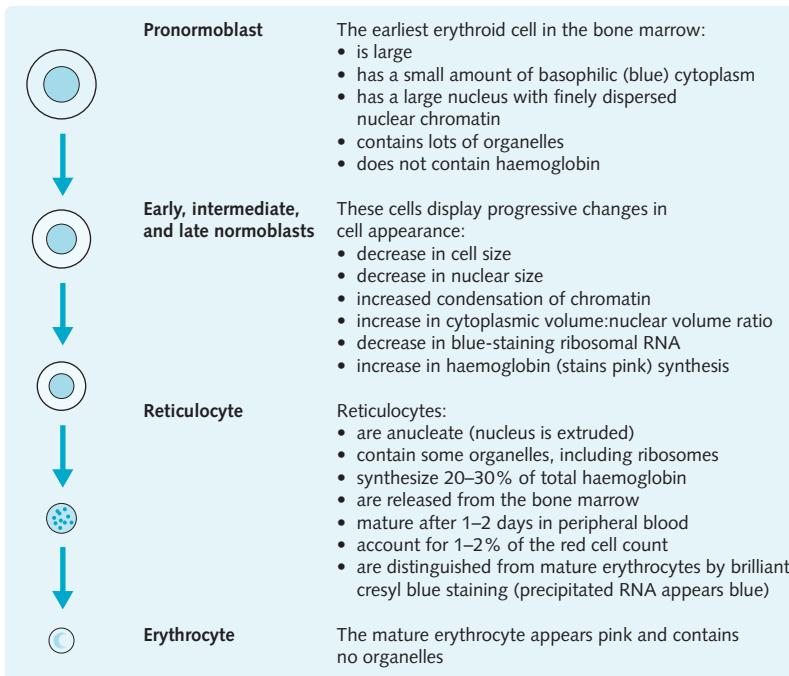 Pronormoblast
The earliest erythroid cell in the bone marrow:
• is large
• has a small amount of basophilic (blue) cytoplasm
• has a large nucleus with finely dispersed
nuclear chromatin
• contains lots of organelles
• does not contain haemoglobin
Early, intermediate,
and late normoblasts
These cells display progressive changes in
cell appearance:
• decrease in cell size
• decrease in nuclear size
• increased condensation of chromatin
• increase in cytoplasmic volume:nuclear volume ratio
• decrease in blue-staining ribosomal RNA
• increase in haemoglobin (stains pink) synthesis
Reticulocyte
Reticulocytes:
• are anucleate (nucleus is extruded)
• contain some organelles, including ribosomes
• synthesize 20–30% of total haemoglobin
• are released from the bone marrow
• mature after 1–2 days in peripheral blood
• account for 1–2% of the red cell count
• are distinguished from mature erythrocytes by brilliant
cresyl blue staining (precipitated RNA appears blue)
Erythrocyte
The mature erythrocyte appears pink and contains
no organelles